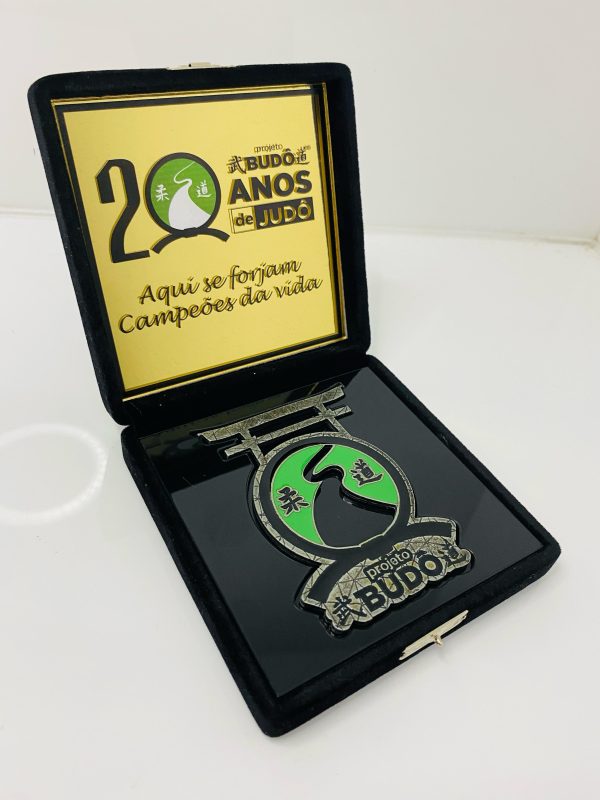 projeto
武BUDÔ道
20 ANOS
柔道
de JUDÔ
Aqui se forjam
Campeões da vida
柔道
projeto
武BUDÔ道